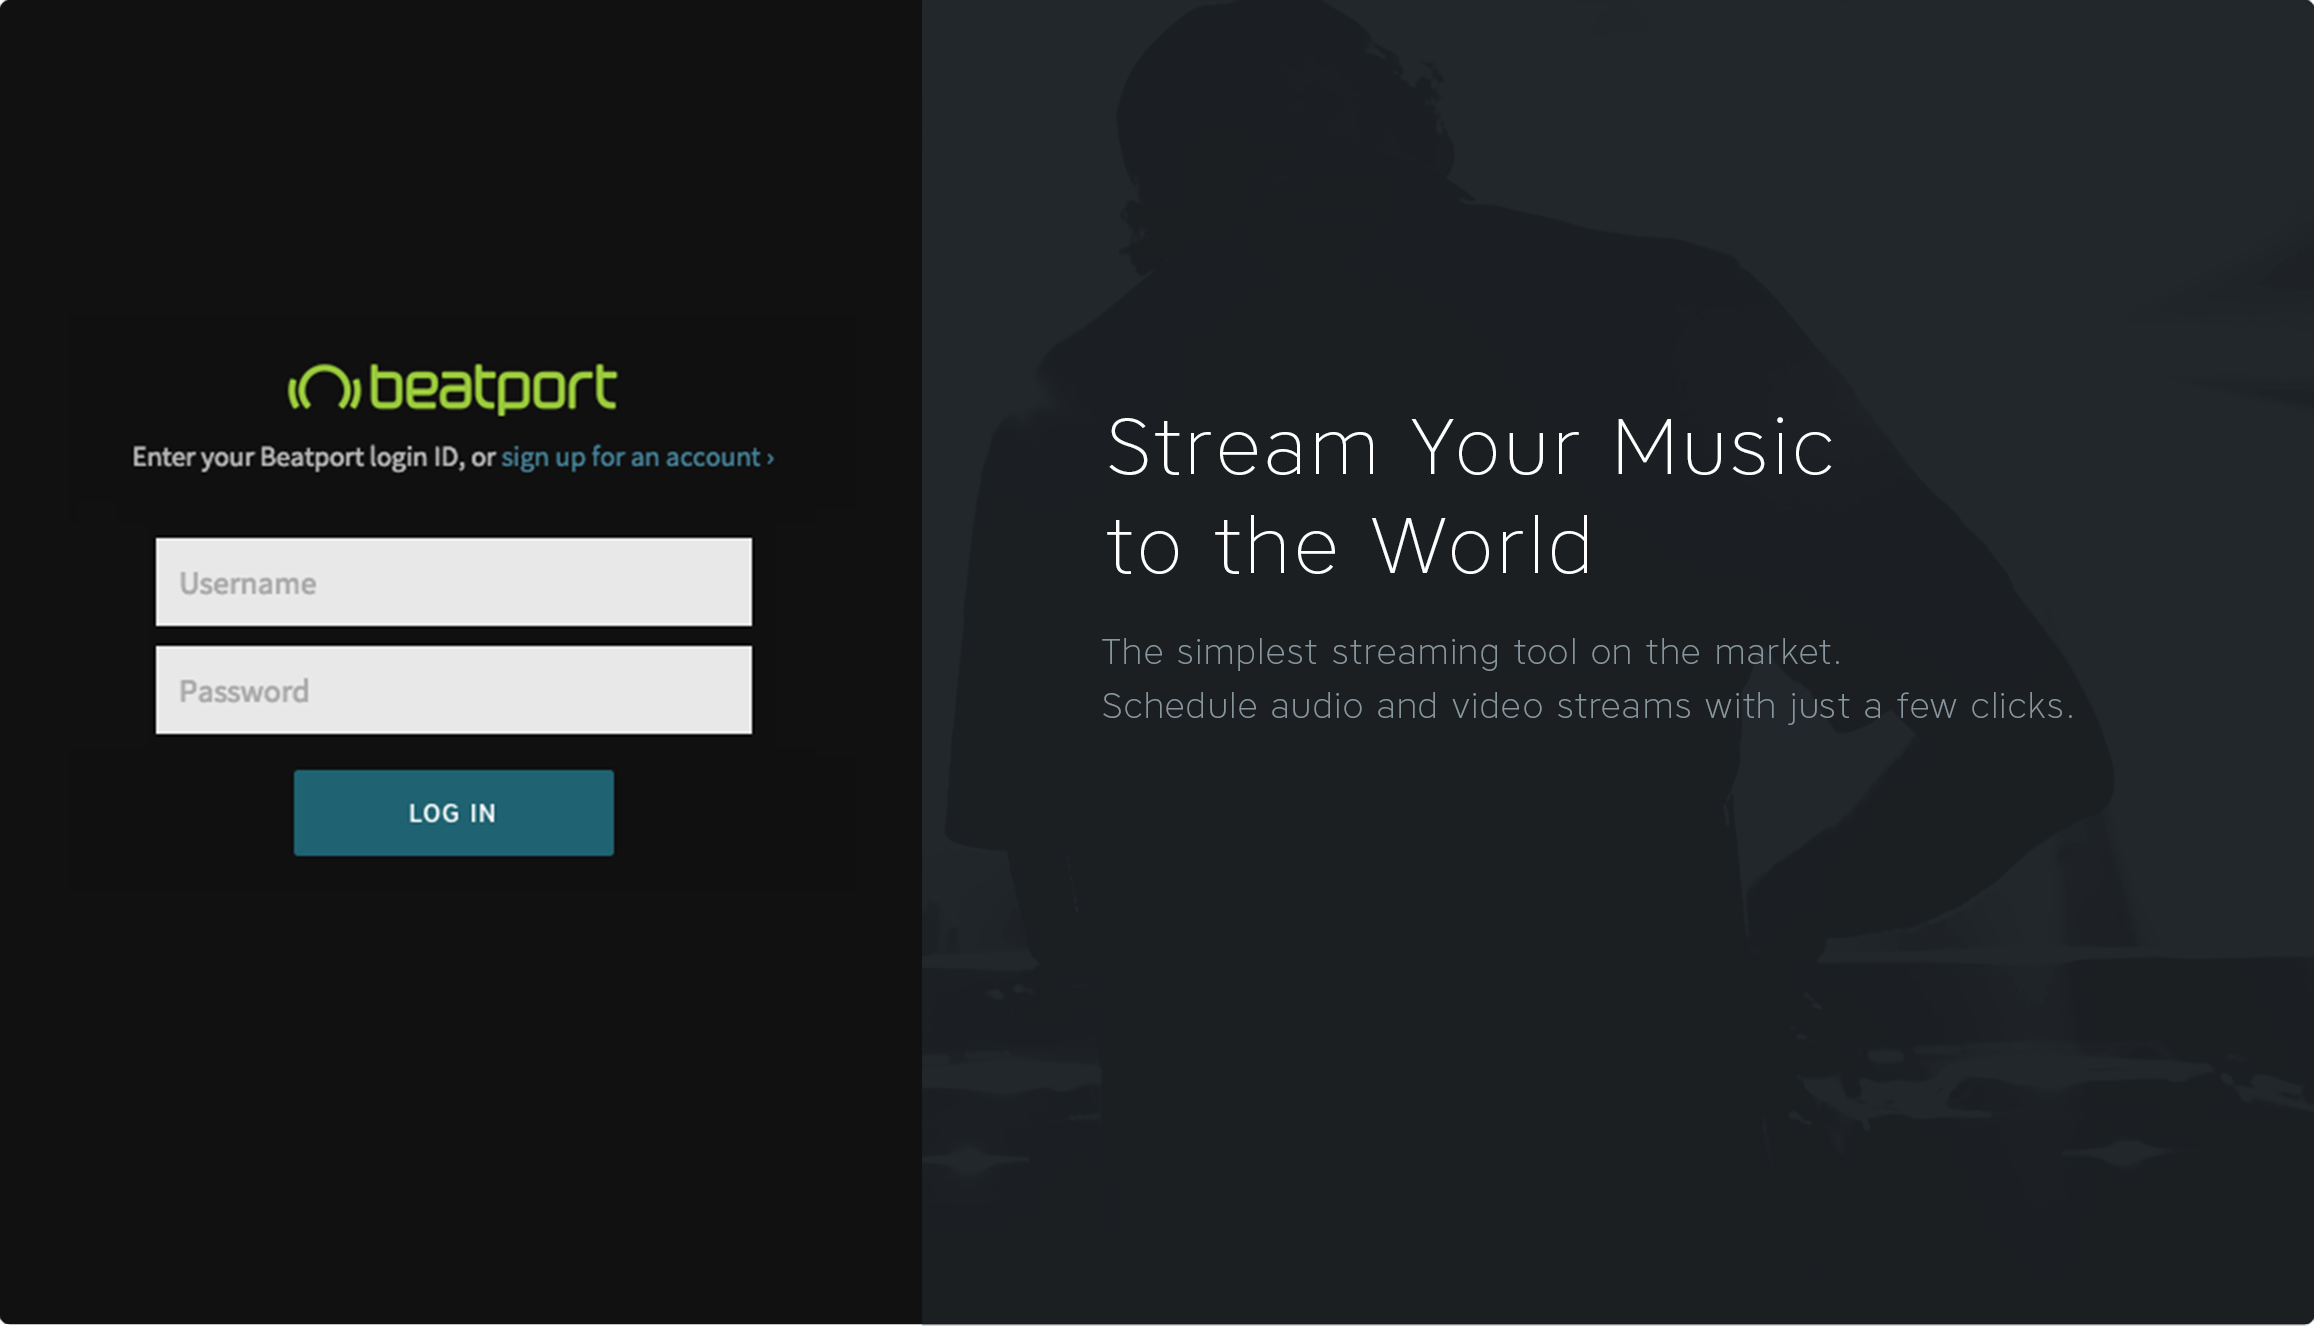 beatport
Enter your Beatport login ID, or sign up for an account ›
Username
Password
LOG IN
Stream Your Music
to the World
The simplest streaming tool on the market.
Schedule audio and video streams with just a few clicks.